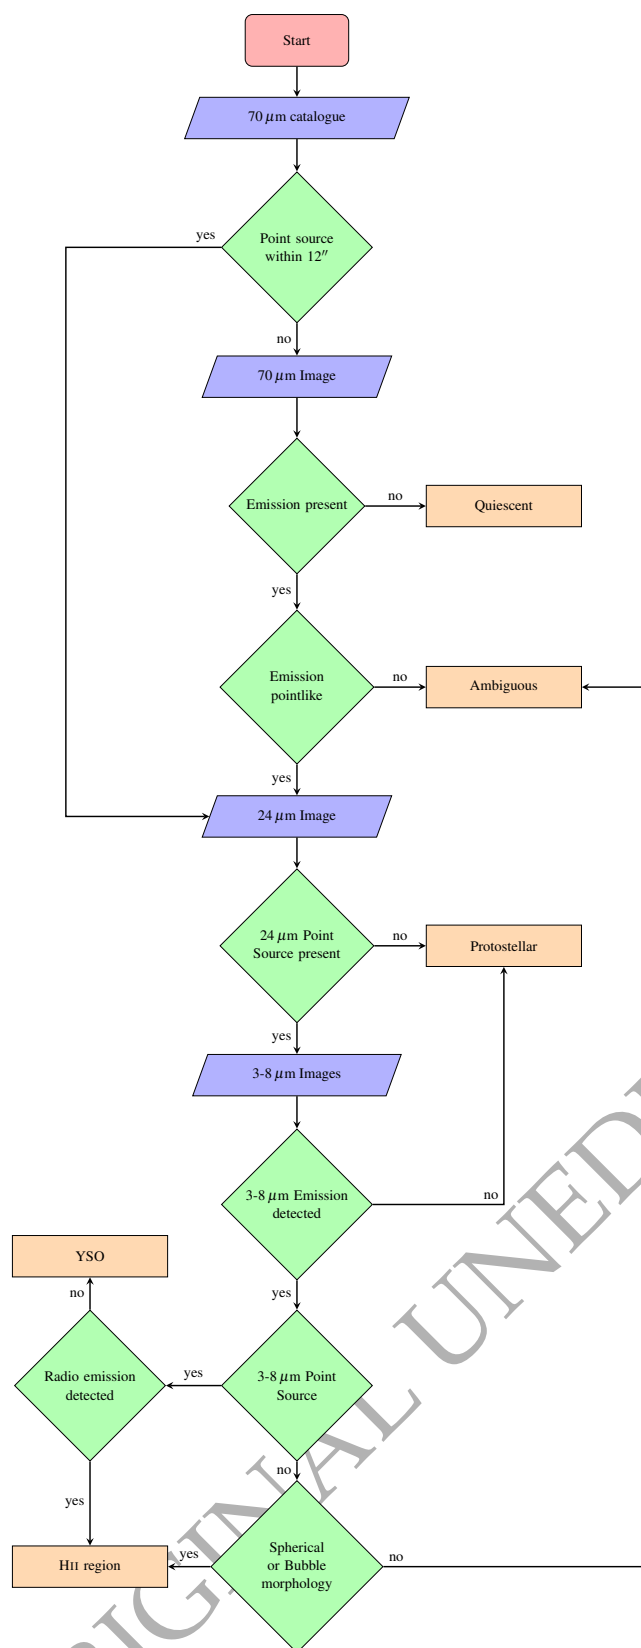 Start
70 μm catalogue
Point source
within 12″
yes
no
70 μm Image
Emission present
no
Quiescent
yes
Emission
pointlike
no
Ambiguous
yes
24 μm Image
24 μm Point
Source present
no
Protostellar
yes
3-8 μm Images
3-8 μm Emission
detected
no
YSO
yes
no
Radio emission
detected
yes
3-8 μm Point
Source
no
yes
HII region
yes
Spherical
or Bubble
morphology
no
RIGINAL UNED